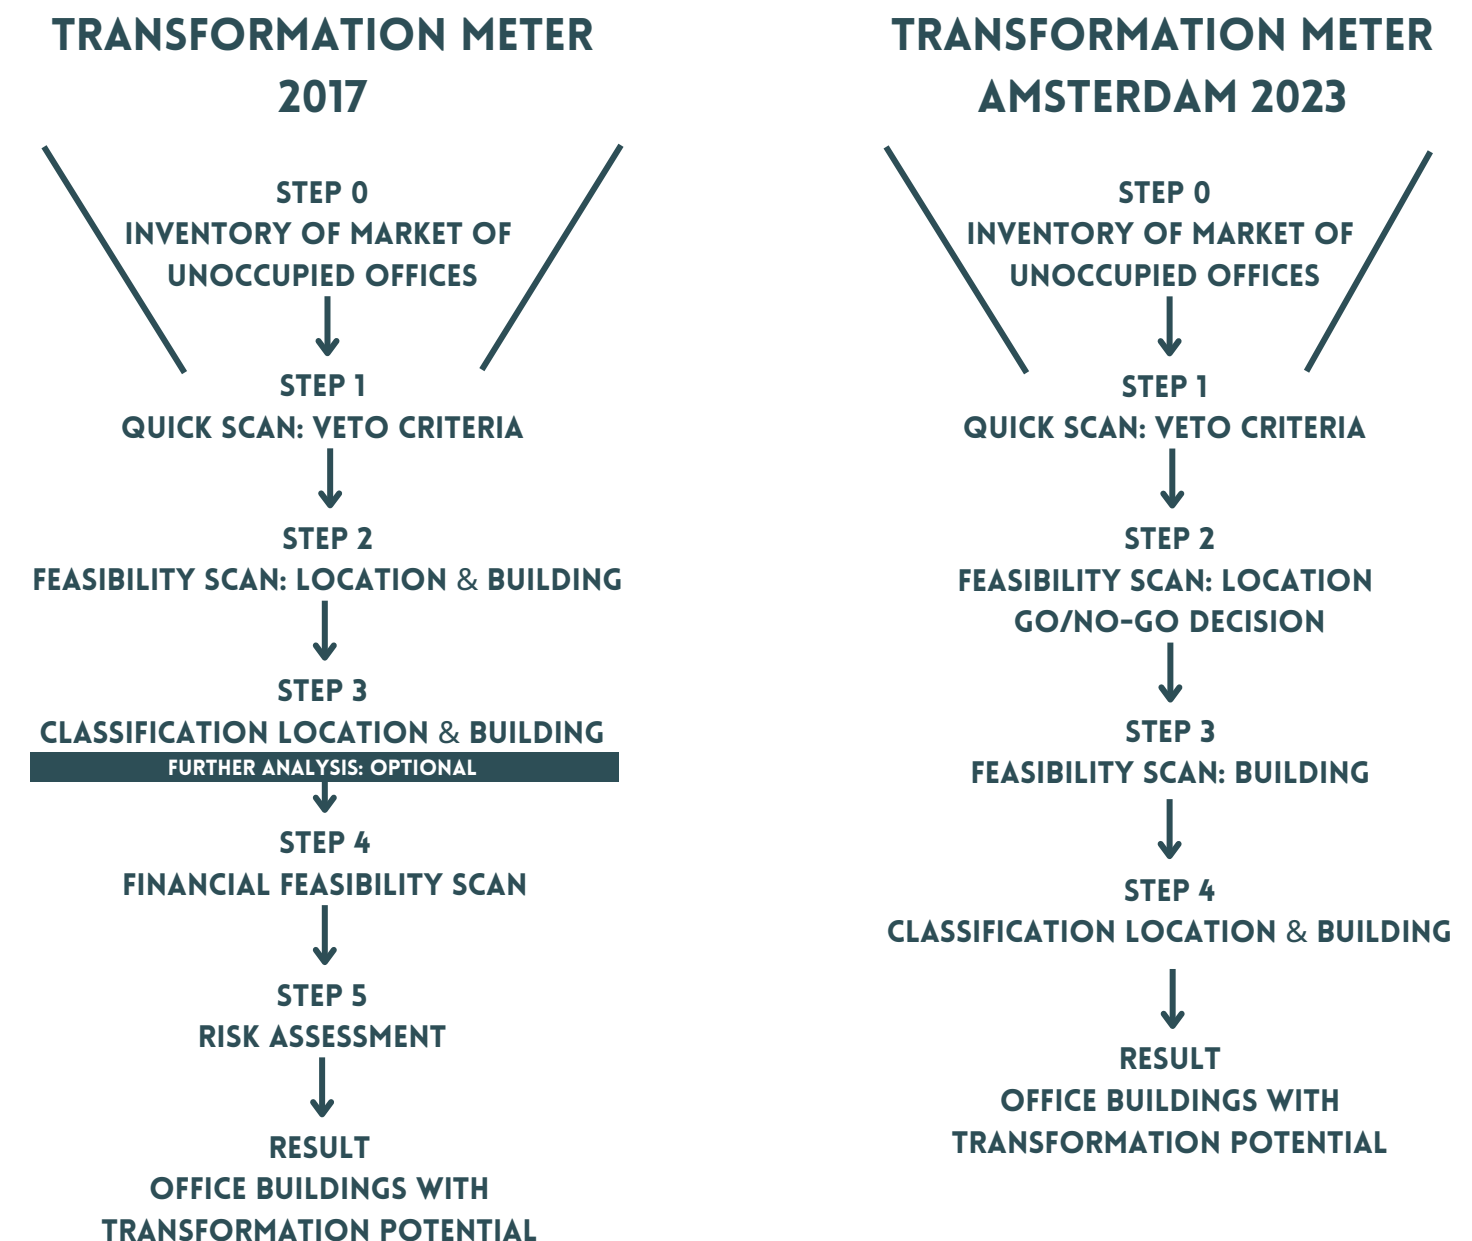 TRANSFORMATION METER
2017
STEP 0
INVENTORY OF MARKET OF
UNOCCUPIED OFFICES
STEP 1
QUICK SCAN: VETO CRITERIA
STEP 2
FEASIBILITY SCAN: LOCATION & BUILDING
STEP 3
CLASSIFICATION LOCATION & BUILDING
FURTHER ANALYSIS: OPTIONAL
STEP 4
FINANCIAL FEASIBILITY SCAN
STEP 5
RISK ASSESSMENT
RESULT
OFFICE BUILDINGS WITH
TRANSFORMATION POTENTIAL
TRANSFORMATION METER
AMSTERDAM 2023
STEP 0
INVENTORY OF MARKET OF
UNOCCUPIED OFFICES
STEP 1
QUICK SCAN: VETO CRITERIA
STEP 2
FEASIBILITY SCAN: LOCATION
GO/NO-GO DECISION
STEP 3
FEASIBILITY SCAN: BUILDING
STEP 4
CLASSIFICATION LOCATION & BUILDING
RESULT
OFFICE BUILDINGS WITH
TRANSFORMATION POTENTIAL